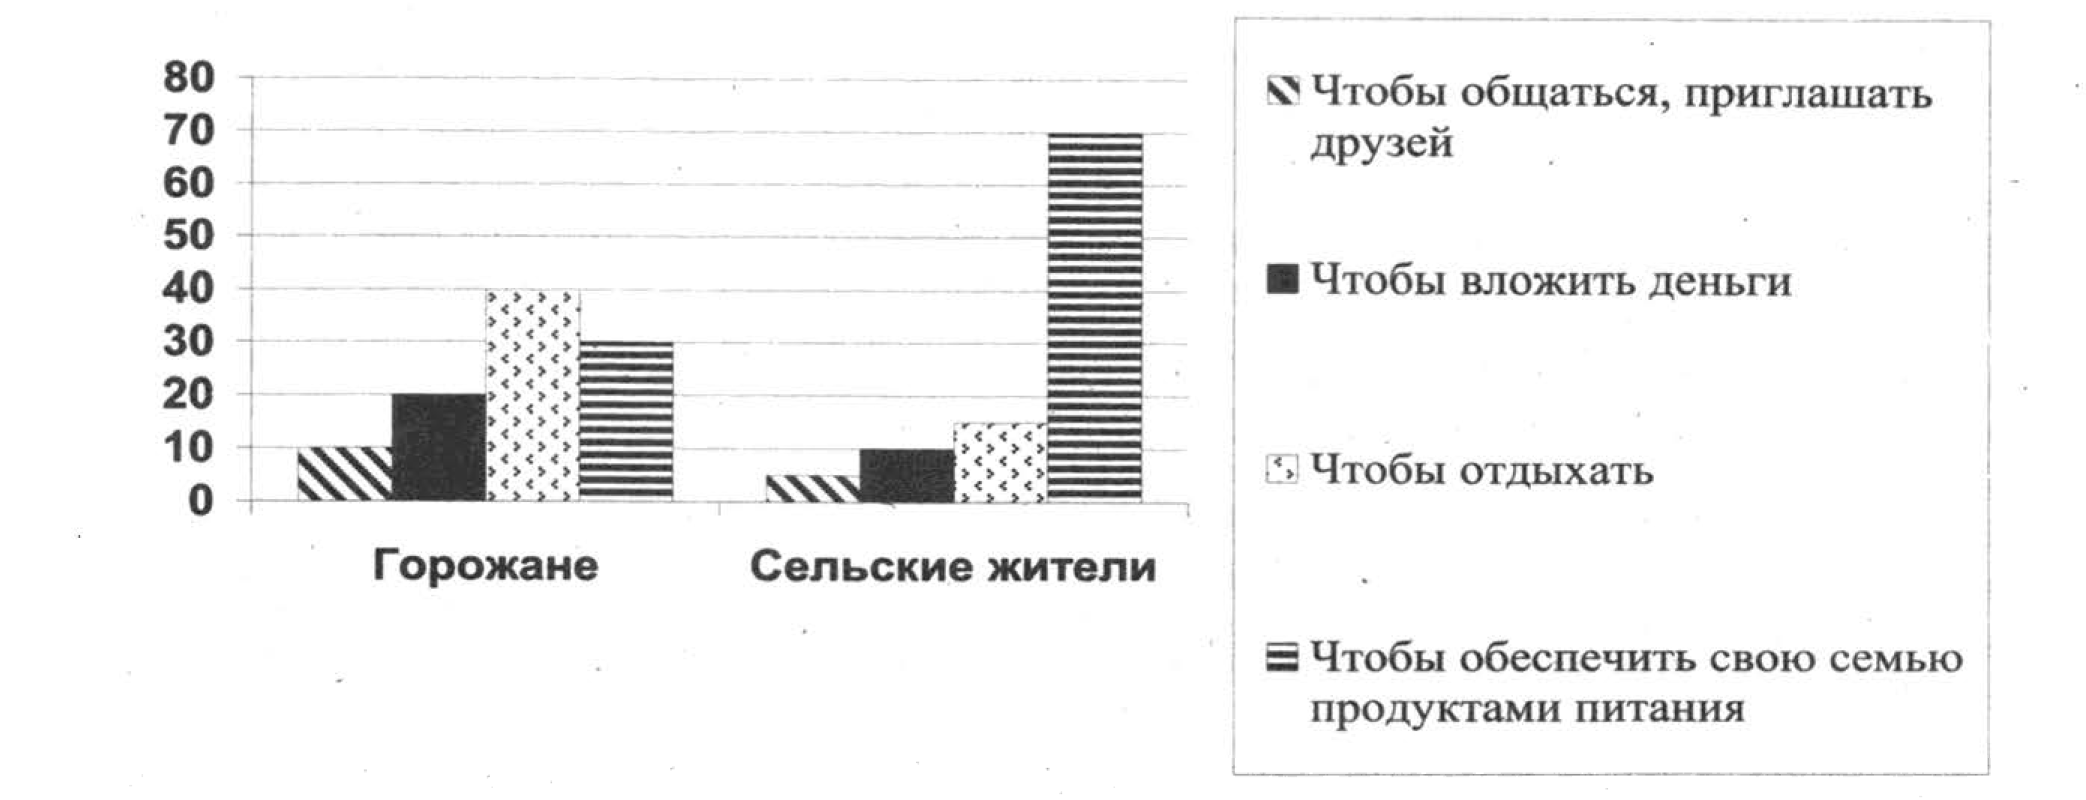 80
70
60
50
40
30
20
10
0
Горожане
Сельские жители
Чтобы общаться, приглашать
друзей
Чтобы вложить деньги
Чтобы отдыхать
Чтобы обеспечить свою семью
продуктами питания